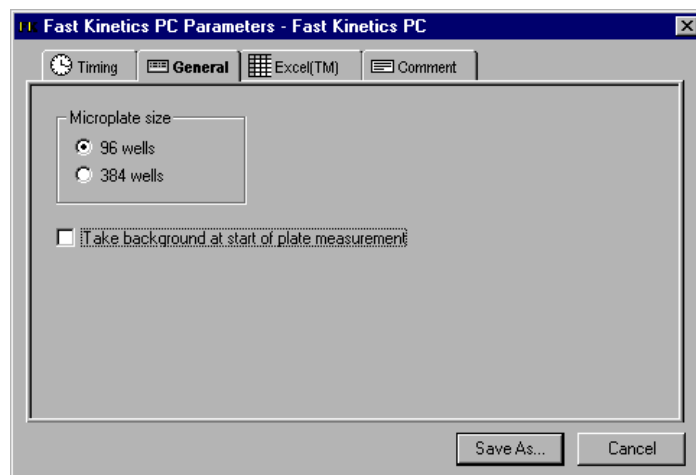 Fast Kinetics PC Parameters - Fast Kinetics PC
Timing General Excel(TM) Comment
Microplate size
96 wells
384 wells
Take background at start of plate measurement
Save As... Cancel